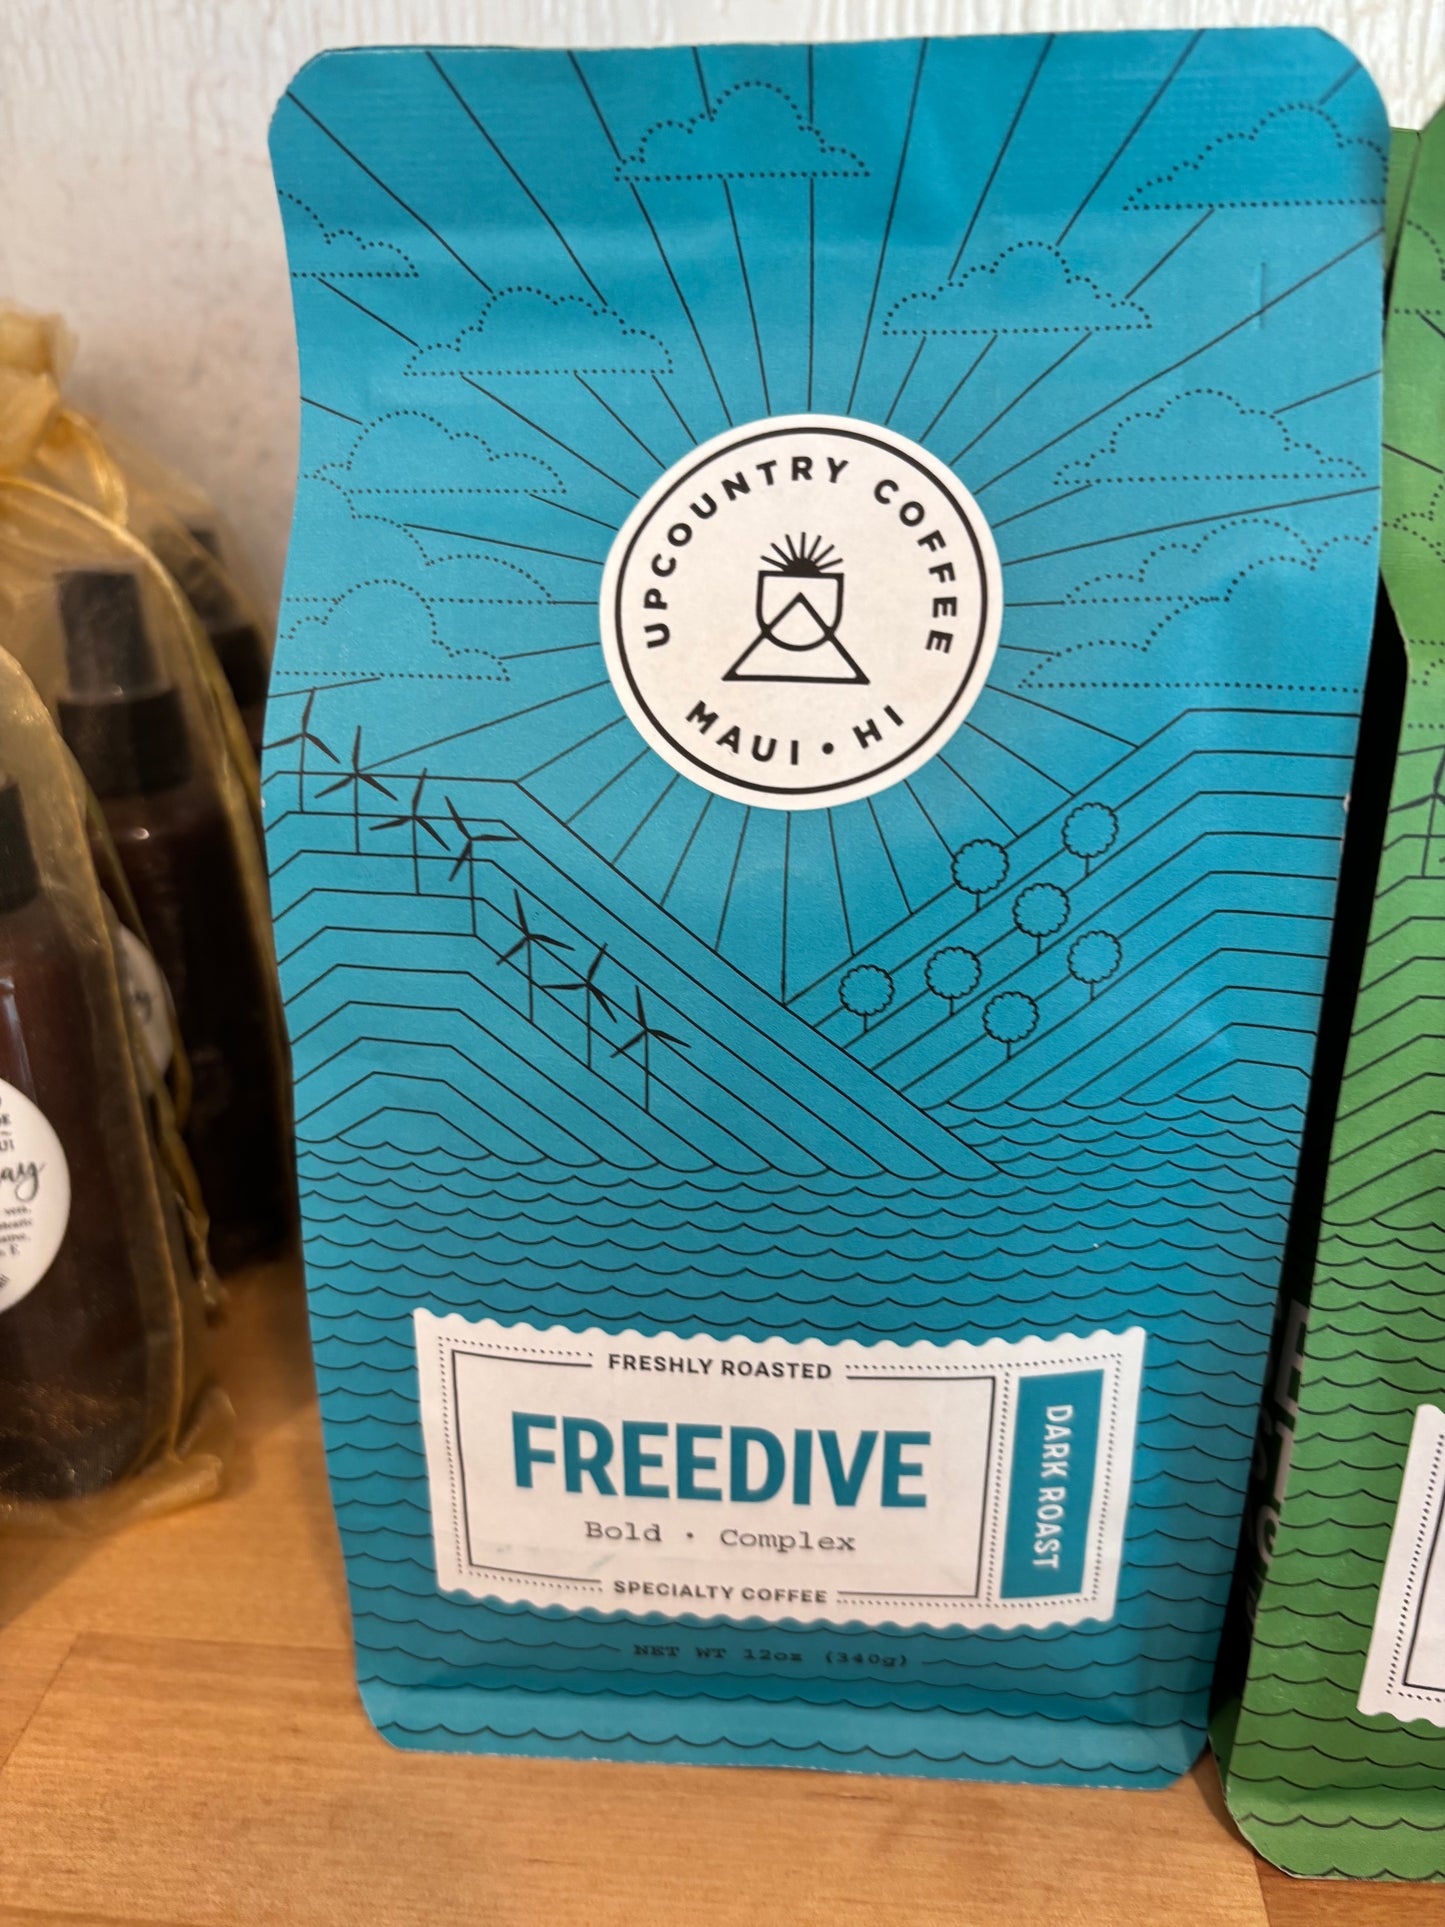 UPCOUNTRY COFFEE
MAUI • HI
FRESHLY ROASTED
FREEDIVE
Bold • Complex
SPECIALTY COFFEE
DARK ROAST
NET WT 12oz (340g)